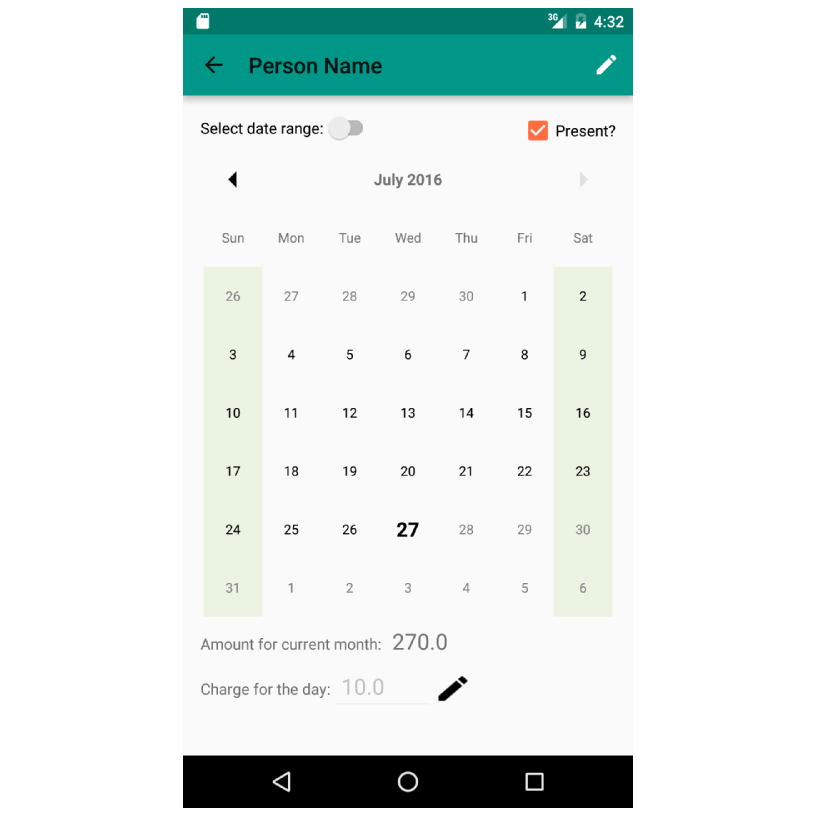 3G 4:32
Person Name
Select date range: Present?
July 2016
Sun Mon Tue Wed Thu Fri Sat
26 27 28 29 30 1 2
3 4 5 6 7 8 9
10 11 12 13 14 15 16
17 18 19 20 21 22 23
24 25 26 27 28 29 30
31 1 2 3 4 5 6
Amount for current month: 270.0
Charge for the day: 10.0